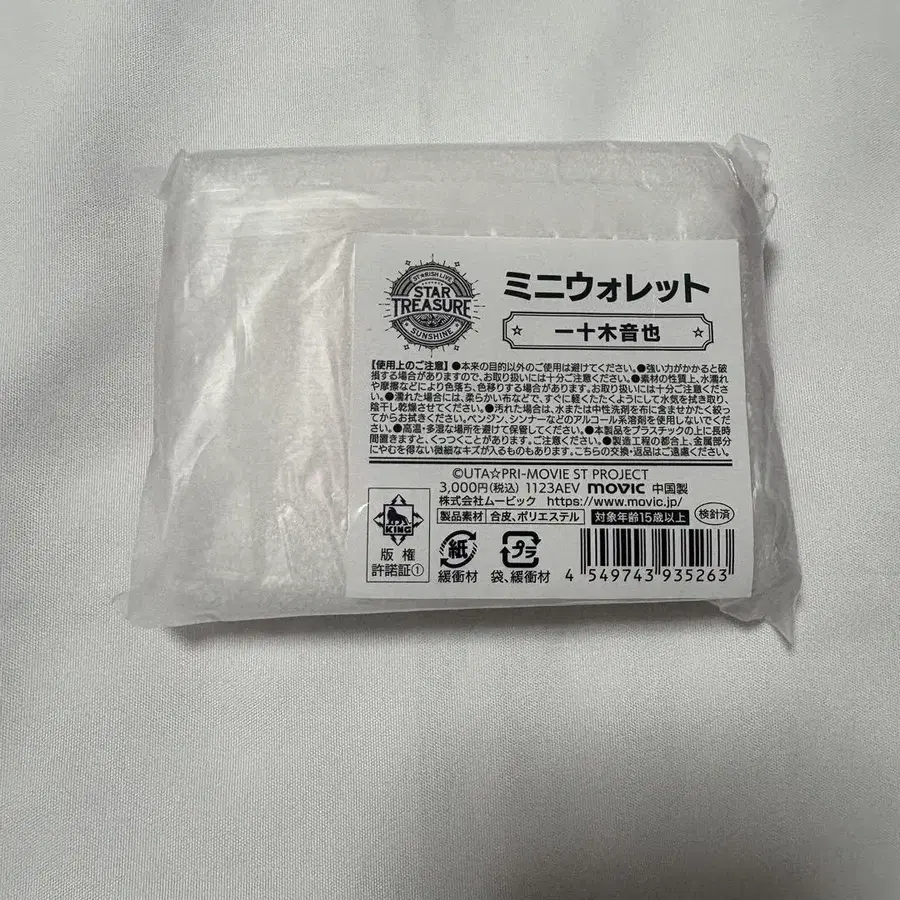 ST★RISH LIVE
STAR
TREASURE
SUNSHINE
ミニウォレット
☆ 一十木音也 ☆
【使用上のご注意】●本来の目的以外のご使用は避けてください。●強い力がかかると破
損する場合がありますので、お取り扱いには十分ご注意ください。●素材の性質上、水濡れ
や摩擦などにより色落ち、色移りする場合があります。お取り扱いには十分ご注意くださ
い。●濡れた場合には、柔らかい布などで、すぐに軽くたたくようにして水気を拭き取り、
陰干し乾燥させてください。●汚れた場合は、水または中性洗剤を布に含ませかたく絞っ
てからお拭きください。ベンジン、シンナーなどのアルコール系溶剤を使用しないでくだ
さい。●高温・多湿な場所を避けて保管してください。●本製品をプラスチックの上に長時
間置きますと、くっつくことがあります。ご注意ください。●製造工程の都合上、金属部分
にやむを得ない微細なキズが入るものもあります。こちらの交換・返品はご遠慮ください。
©UTA☆PRI-MOVIE ST PROJECT
3,000円(税込) 1123AEV movic 中国製
株式会社ムービック https://www.movic.jp/
製品素材 合皮、ポリエステル 対象年齢15歳以上 検針済
KING
版権
許諾証①
紙
緩衝材
プラ
袋、緩衝材
4 549743 935263